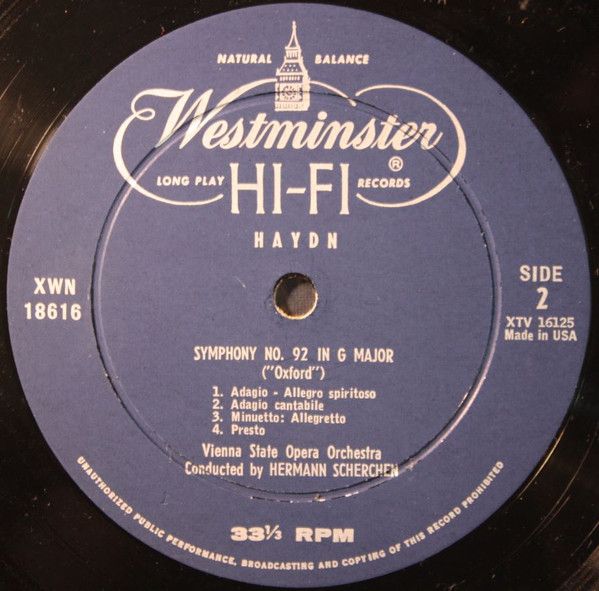 NATURAL BALANCE
Westminster
LONG PLAY HI-FI ® RECORDS
HAYDN
XWN
18616
SIDE
2
XTV 16125
Made in USA
SYMPHONY NO. 92 IN G MAJOR
("Oxford")
1. Adagio - Allegro spiritoso
2. Adagio cantabile
3. Minuetto: Allegretto
4. Presto
Vienna State Opera Orchestra
Conducted by HERMANN SCHERCHEN
33⅓ RPM
UNAUTHORIZED PUBLIC PERFORMANCE, BROADCASTING AND COPYING OF THIS RECORD PROHIBITED